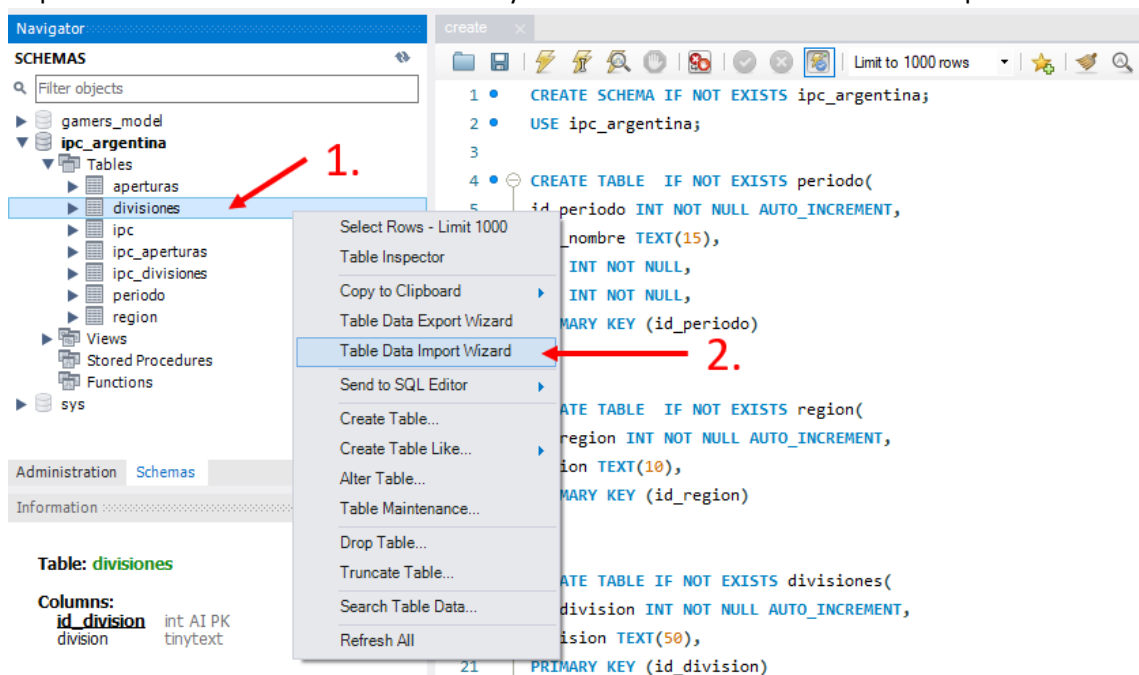 Navigator
SCHEMAS
Filter objects
gamers_model
ipc_argentina
Tables
aperturas
divisiones
ipc
ipc_aperturas
ipc_divisiones
periodo
region
Views
Stored Procedures
Functions
sys
Administration Schemas
Information
Table: divisiones
Columns:
id_division int AI PK
division tinytext
1.
Select Rows - Limit 1000
Table Inspector
Copy to Clipboard
Table Data Export Wizard
Table Data Import Wizard
Send to SQL Editor
Create Table...
Create Table Like...
Alter Table...
Table Maintenance...
Drop Table...
Truncate Table...
Search Table Data...
Refresh All
2.
create
Limit to 1000 rows
1 CREATE SCHEMA IF NOT EXISTS ipc_argentina;
2 USE ipc_argentina;
3
4 CREATE TABLE IF NOT EXISTS periodo(
5 id_periodo INT NOT NULL AUTO_INCREMENT,
_nombre TEXT(15),
INT NOT NULL,
INT NOT NULL,
MARY KEY (id_periodo)
)ATE TABLE IF NOT EXISTS region(
region INT NOT NULL AUTO_INCREMENT,
ion TEXT(10),
MARY KEY (id_region)
ATE TABLE IF NOT EXISTS divisiones(
division INT NOT NULL AUTO_INCREMENT,
ision TEXT(50),
21 PRIMARY KEY (id_division)